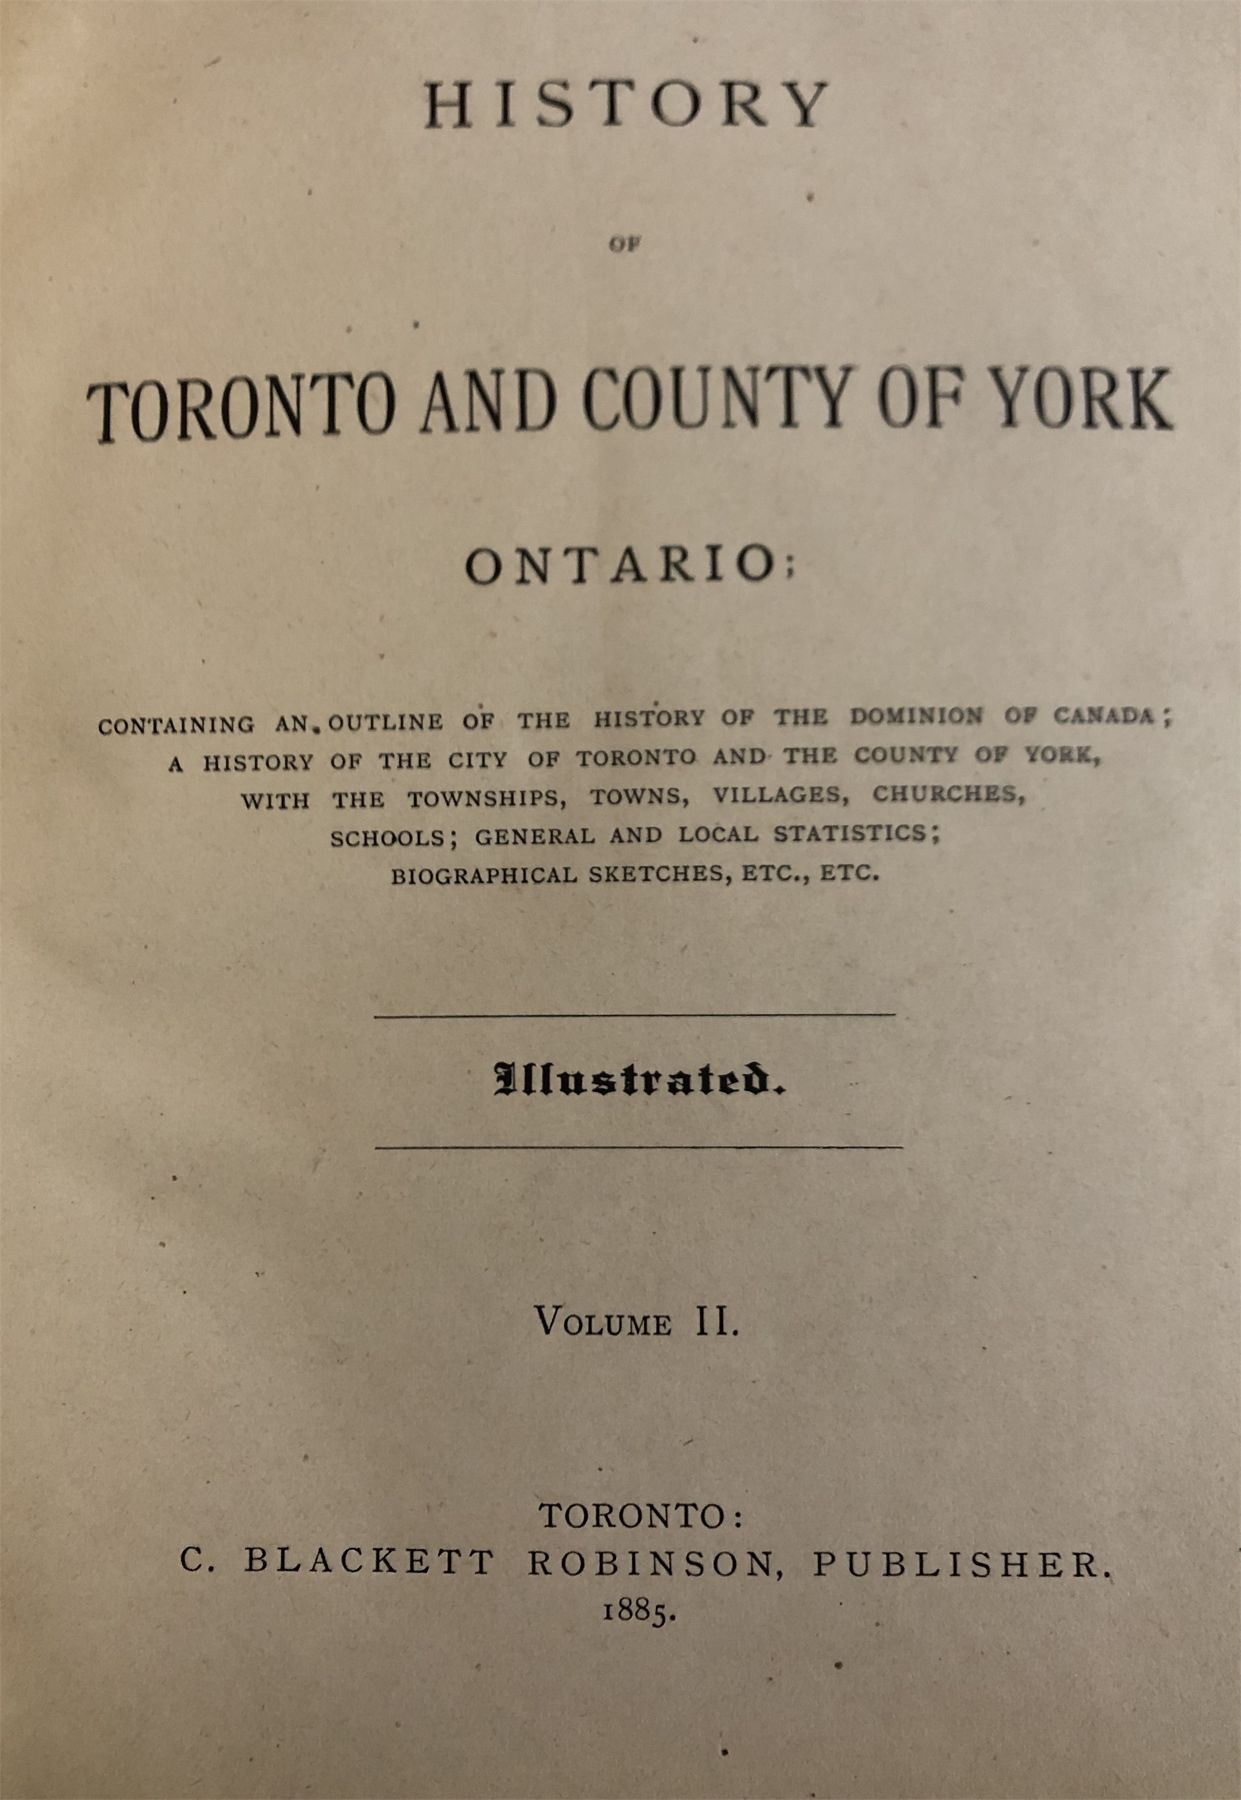 HISTORY
OF
TORONTO AND COUNTY OF YORK
ONTARIO;
CONTAINING AN OUTLINE OF THE HISTORY OF THE DOMINION OF CANADA;
A HISTORY OF THE CITY OF TORONTO AND THE COUNTY OF YORK,
WITH THE TOWNSHIPS, TOWNS, VILLAGES, CHURCHES,
SCHOOLS; GENERAL AND LOCAL STATISTICS;
BIOGRAPHICAL SKETCHES, ETC., ETC.
Illustrated.
VOLUME II.
TORONTO:
C. BLACKETT ROBINSON, PUBLISHER.
1885.